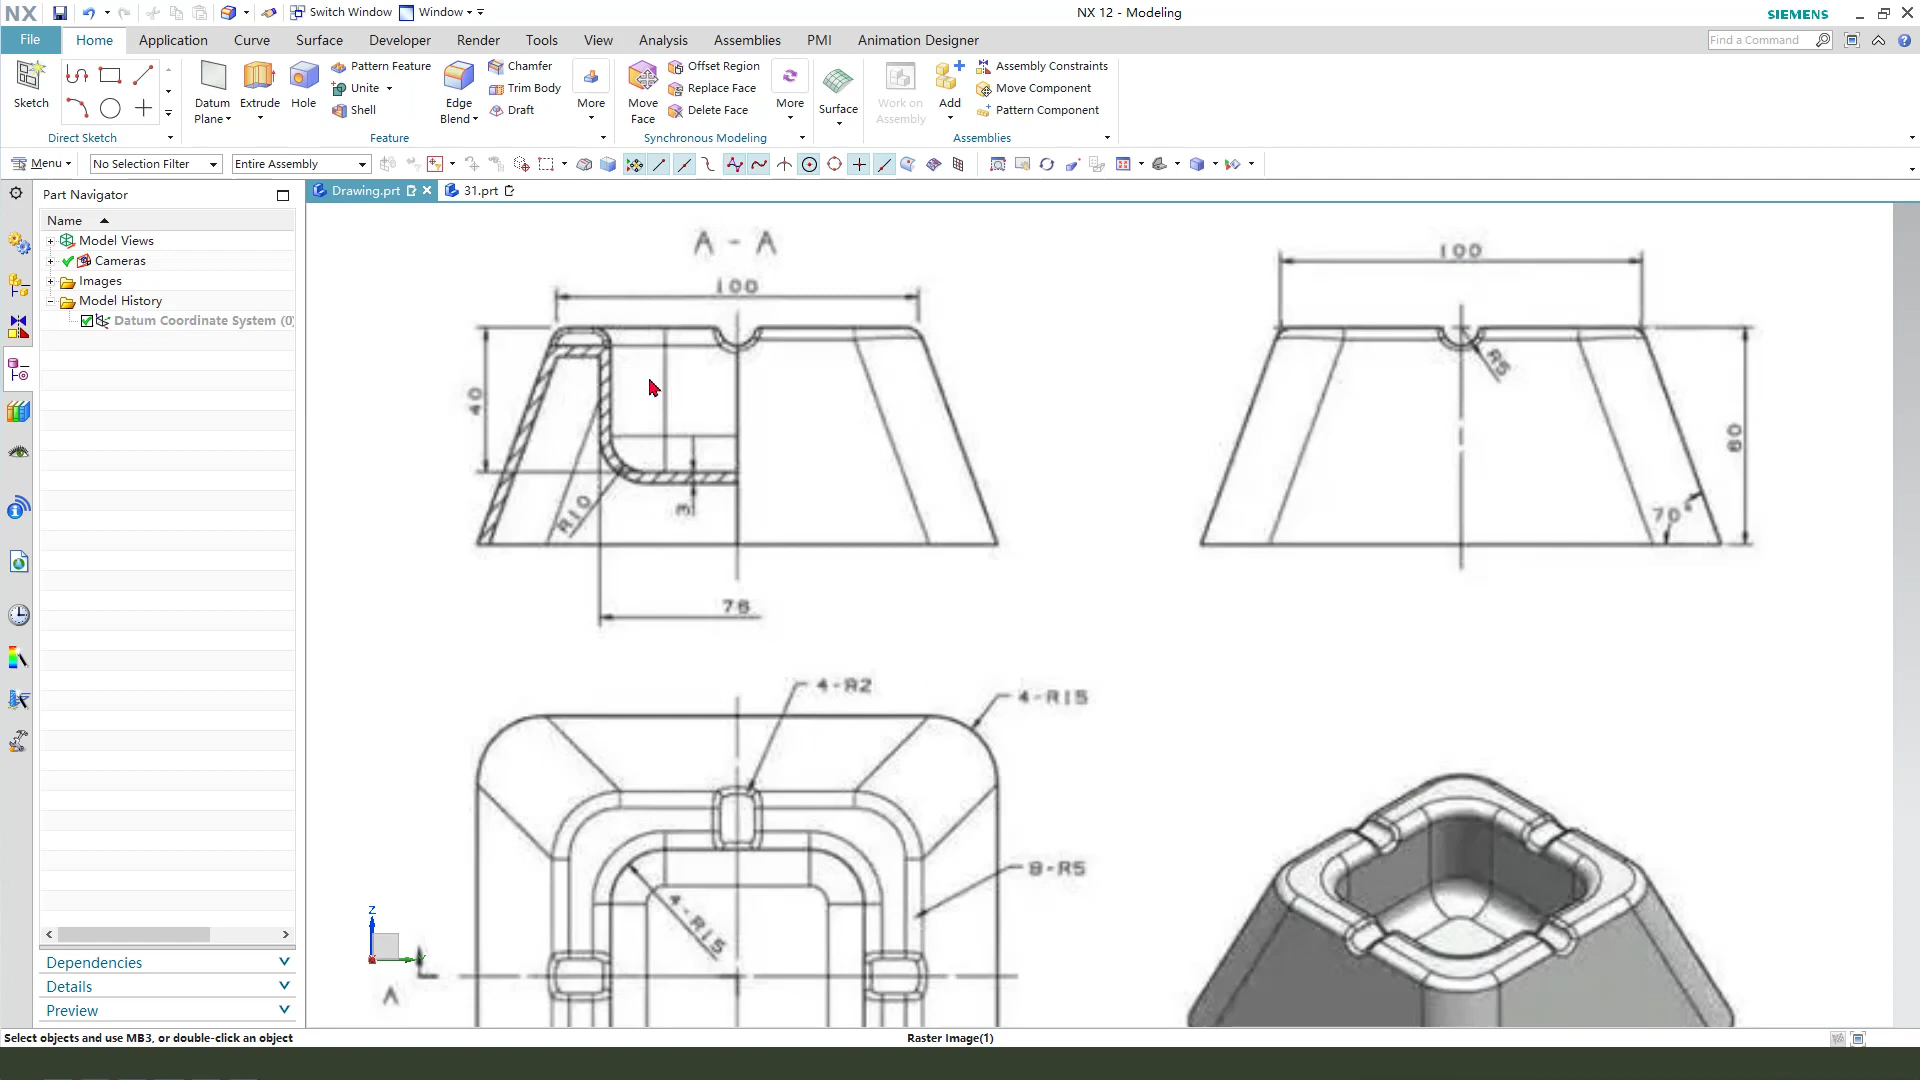 NX
Switch Window
Window
NX 12 - Modeling
SIEMENS
File
Home
Application
Curve
Surface
Developer
Render
Tools
View
Analysis
Assemblies
PMI
Animation Designer
Find a Command
Sketch
Datum
Plane
Extrude
Hole
Pattern Feature
Unite
Shell
Edge
Blend
Chamfer
Trim Body
Draft
More
Move
Face
Offset Region
Replace Face
Delete Face
More
Surface
Work on
Assembly
Add
Assembly Constraints
Move Component
Pattern Component
Direct Sketch
Feature
Synchronous Modeling
Assemblies
Menu
No Selection Filter
Entire Assembly
Part Navigator
Drawing.prt
31.prt
Name
Model Views
Cameras
Images
Model History
Datum Coordinate System (0)
Dependencies
Details
Preview
A - A
100
40
R10
3
76
100
R5
60
70°
4-R2
4-R15
8-R5
4-R15
A
Z
Select objects and use MB3, or double-click an object
Raster Image(1)